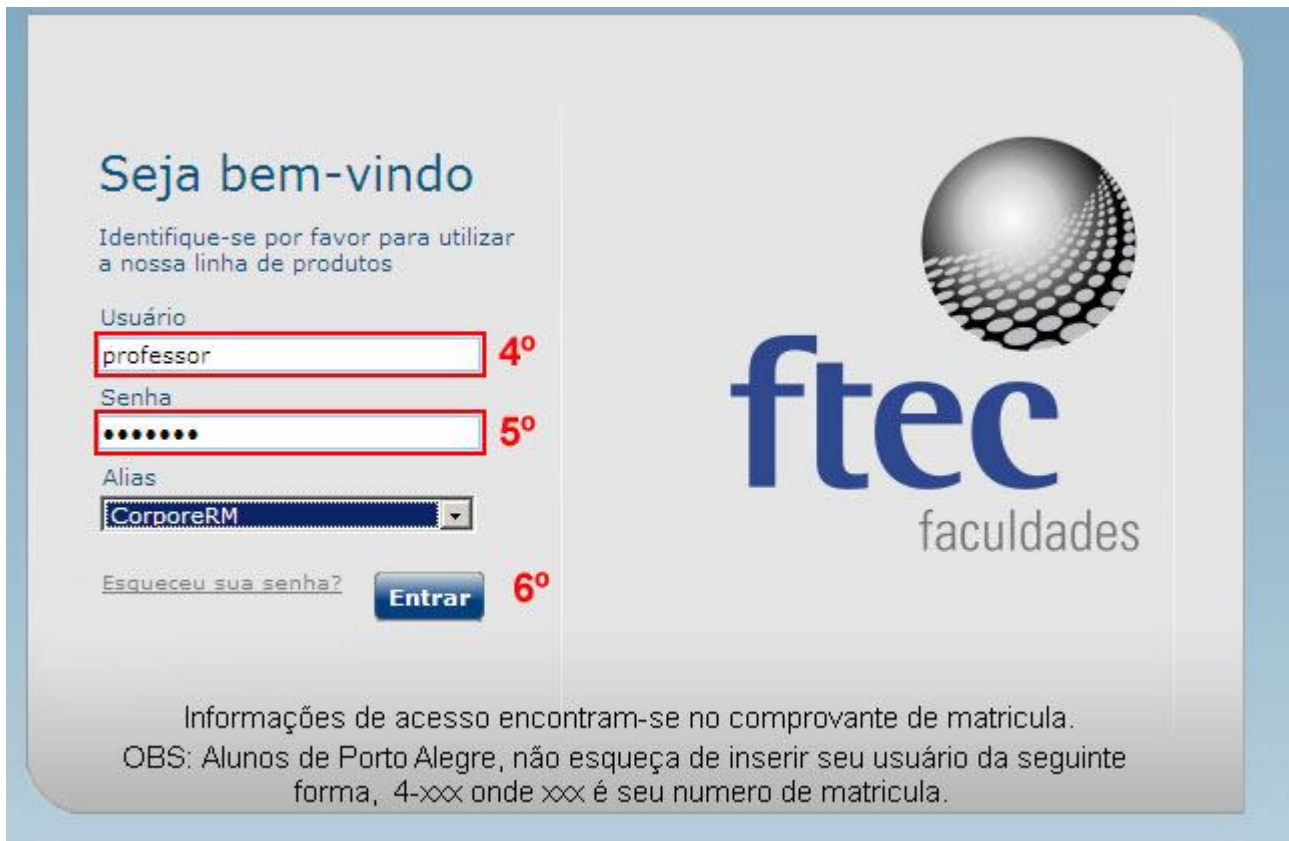 Seja bem-vindo
Identifique-se por favor para utilizar
a nossa linha de produtos
Usuário
professor
4º
Senha
•••••••
5º
Alias
CorporeRM
Esqueceu sua senha?
Entrar
6º
ftec
faculdades
Informações de acesso encontram-se no comprovante de matricula.
OBS: Alunos de Porto Alegre, não esqueça de inserir seu usuário da seguinte
forma, 4-xxx onde xxx é seu numero de matricula.